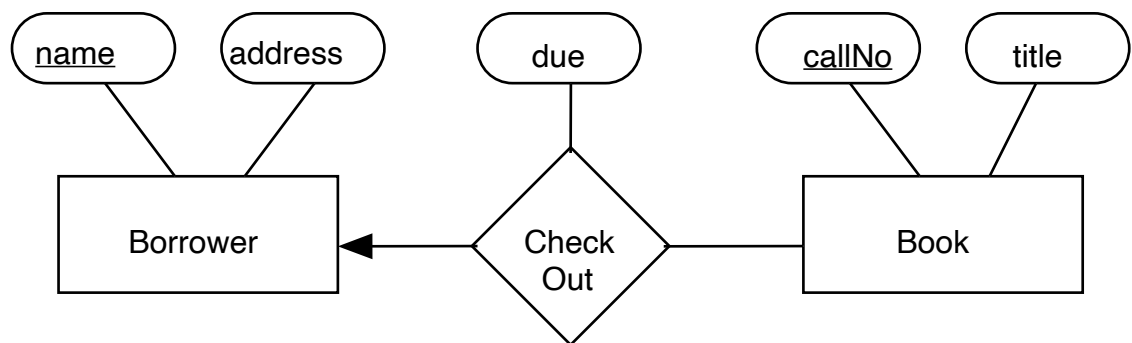 name
address
due
callNo
title
Borrower
Check
Out
Book